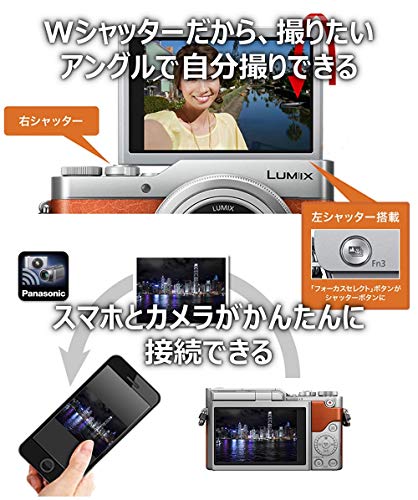 Wシャッターだから、撮りたい
アングルで自分撮りできる
右シャッター
LUMIX
LUMIX
左シャッター搭載
Fn3
「フォーカスセレクト」ボタンが
シャッターボタンに
Panasonic
スマホとカメラがかんたんに
接続できる